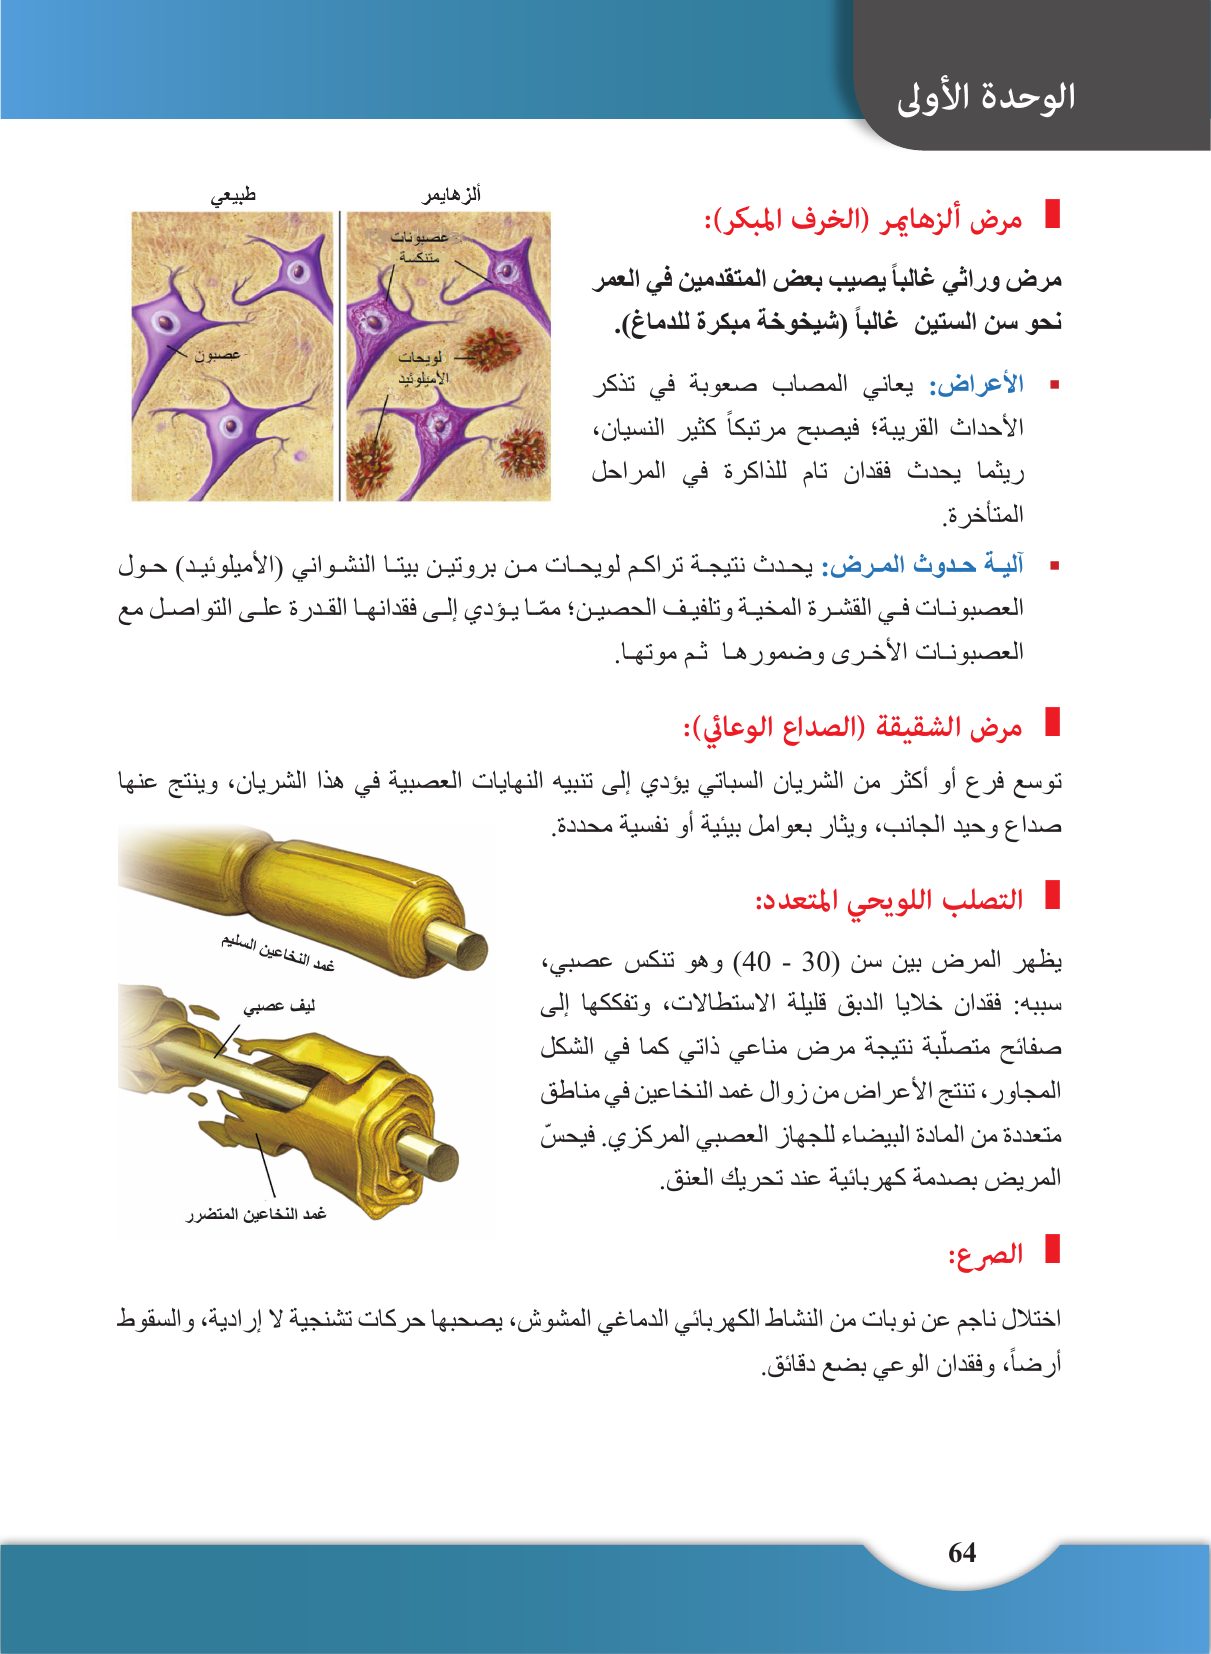 الوحدة الأولى
مرض ألزهايمر (الخرف المبكر):
مرض وراثي غالباً يصيب بعض المتقدمين في العمر
نحو سن الستين غالباً (شيخوخة مبكرة للدماغ).
▪ الأعراض: يعاني المصاب صعوبة في تذكر
الأحداث القريبة؛ فيصبح مرتبكاً كثير النسيان،
ريثما يحدث فقدان تام للذاكرة في المراحل
المتأخرة.
ألزهايمر
طبيعي
عصبونات
متنكسة
لويحات
الأميلوئيد
عصبون
▪ آلية حدوث المرض: يحدث نتيجة تراكم لويحات من بروتين بيتا النشواني (الأميلوئيد) حول
العصبونات في القشرة المخية وتلفيف الحصين؛ ممّا يؤدي إلى فقدانها القدرة على التواصل مع
العصبونات الأخرى وضمورها ثم موتها.
مرض الشقيقة (الصداع الوعائي):
توسع فرع أو أكثر من الشريان السباتي يؤدي إلى تنبيه النهايات العصبية في هذا الشريان، وينتج عنها
صداع وحيد الجانب، ويثار بعوامل بيئية أو نفسية محددة.
التصلب اللويحي المتعدد:
يظهر المرض بين سن (30 - 40) وهو تنكس عصبي،
سببه: فقدان خلايا الدبق قليلة الاستطالات، وتفككها إلى
صفائح متصلّبة نتيجة مرض مناعي ذاتي كما في الشكل
المجاور، تنتج الأعراض من زوال غمد النخاعين في مناطق
متعددة من المادة البيضاء للجهاز العصبي المركزي. فيحسّ
المريض بصدمة كهربائية عند تحريك العنق.
غمد النخاعين السليم
ليف عصبي
غمد النخاعين المتضرر
الصرع:
اختلال ناجم عن نوبات من النشاط الكهربائي الدماغي المشوش، يصحبها حركات تشنجية لا إرادية، والسقوط
أرضاً، وفقدان الوعي بضع دقائق.
64